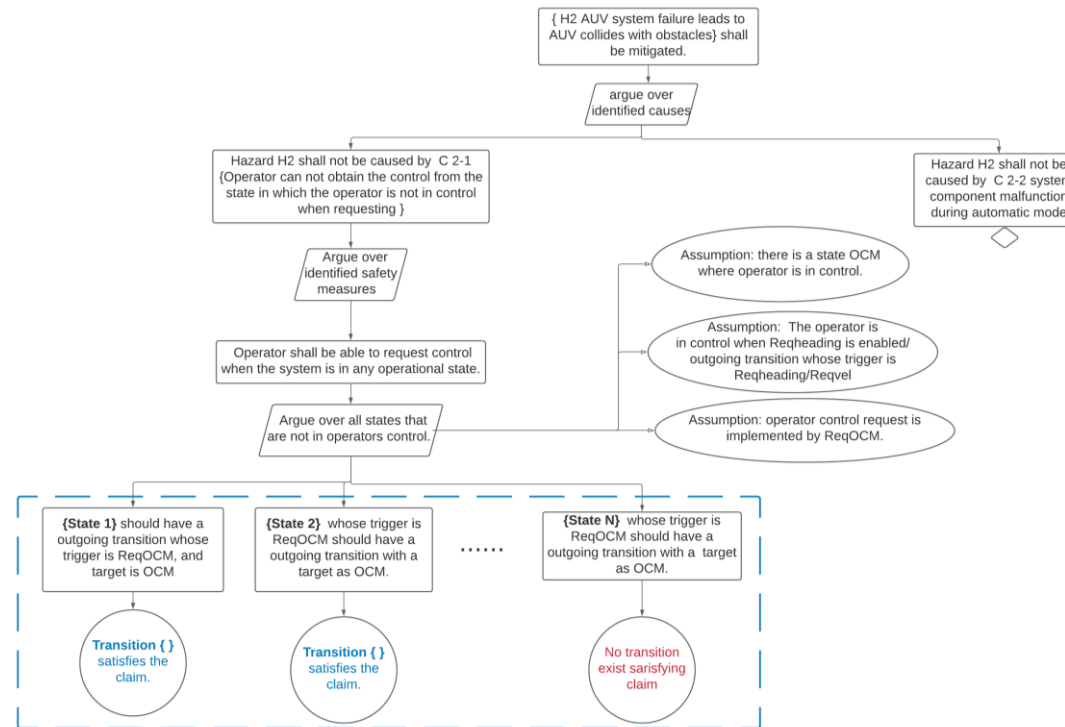 { H2 AUV system failure leads to
AUV collides with obstacles} shall
be mitigated.
argue over
identified causes
Hazard H2 shall not be caused by C 2-1
{Operator can not obtain the control from the
state in which the operator is not in control
when requesting }
Hazard H2 shall not be
caused by C 2-2 system
component malfunction
during automatic mode
Argue over
identified safety
measures
Assumption: there is a state OCM
where operator is in control.
Assumption: The operator is
in control when Reqheading is enabled/
outgoing transition whose trigger is
Reqheading/Reqvel
Operator shall be able to request control
when the system is in any operational state.
Argue over all states that
are not in operators control.
Assumption: operator control request is
implemented by ReqOCM.
{State 1} should have a
outgoing transition whose
trigger is ReqOCM, and
target is OCM
{State 2} whose trigger is
ReqOCM should have a
outgoing transition with a
target as OCM.
......
{State N} whose trigger is
ReqOCM should have a
outgoing transition with a target
as OCM.
Transition { }
satisfies the
claim.
Transition { }
satisfies the
claim.
No transition
exist sarisfying
claim